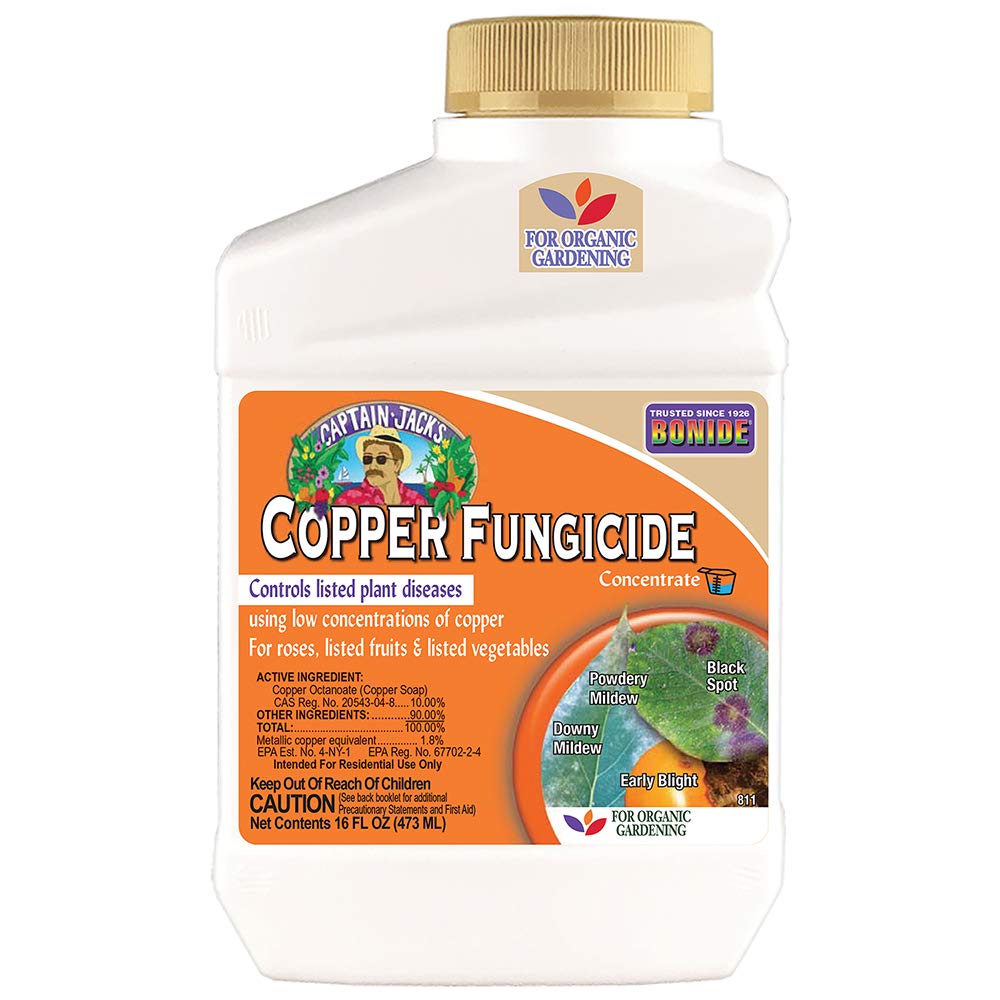 FOR ORGANIC
GARDENING
CAPTAIN JACK'S
TRUSTED SINCE 1926
BONIDE
COPPER FUNGICIDE
Concentrate
Controls listed plant diseases
using low concentrations of copper
For roses, listed fruits & listed vegetables
ACTIVE INGREDIENT:
Copper Octanoate (Copper Soap)
CAS Reg. No. 20543-04-8.....10.00%
OTHER INGREDIENTS: ............90.00%
TOTAL:....................................100.00%
Metallic copper equivalent.............1.8%
EPA Est. No. 4-NY-1 EPA Reg. No. 67702-2-4
Intended For Residential Use Only
Keep Out Of Reach Of Children
CAUTION (See back booklet for additional
Precautionary Statements and First Aid)
Net Contents 16 FL OZ (473 ML)
Powdery
Mildew
Black
Spot
Downy
Mildew
Early Blight
811
FOR ORGANIC
GARDENING